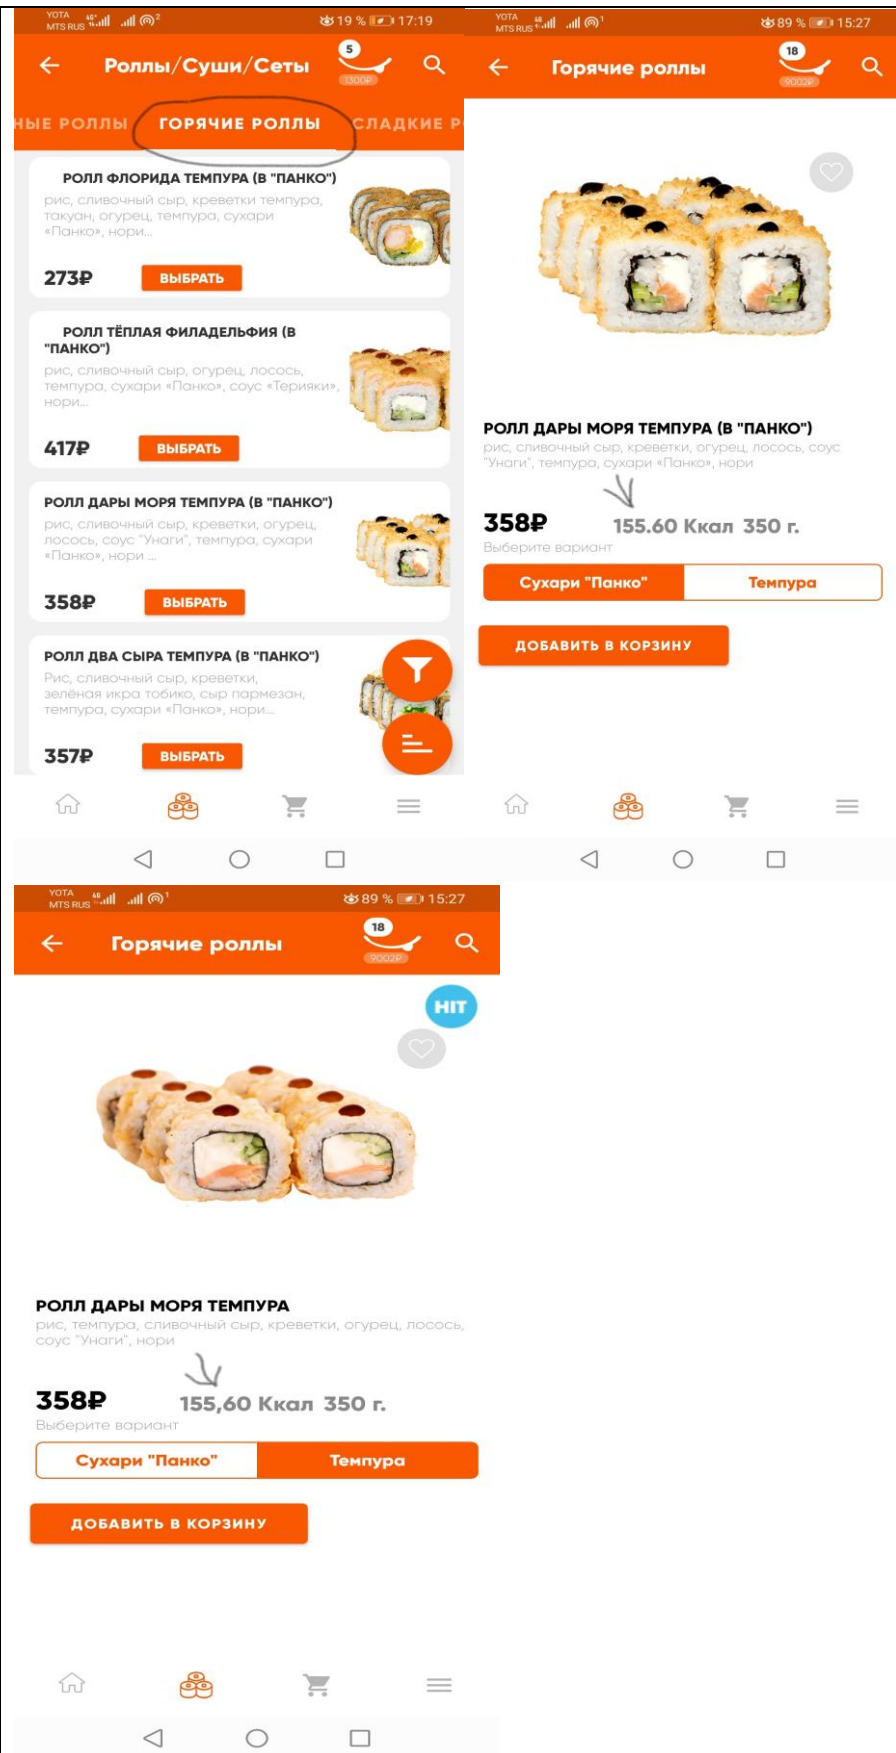 YOTA
MTS RUS 4G 2 19 % 17:19
Роллы/Суши/Сеты 5
1300₽
НЫЕ РОЛЛЫ ГОРЯЧИЕ РОЛЛЫ СЛАДКИЕ Р
РОЛЛ ФЛОРИДА ТЕМПУРА (В "ПАНКО")
рис, сливочный сыр, креветки темпура,
такуан, огурец, темпура, сухари
«Панко», нори...
273₽ ВЫБРАТЬ
РОЛЛ ТЁПЛАЯ ФИЛАДЕЛЬФИЯ (В
"ПАНКО")
рис, сливочный сыр, огурец, лосось,
темпура, сухари «Панко», соус «Терияки»,
нори...
417₽ ВЫБРАТЬ
РОЛЛ ДАРЫ МОРЯ ТЕМПУРА (В "ПАНКО")
рис, сливочный сыр, креветки, огурец,
лосось, соус "Унаги", темпура, сухари
«Панко», нори ...
358₽ ВЫБРАТЬ
РОЛЛ ДВА СЫРА ТЕМПУРА (В "ПАНКО")
Рис, сливочный сыр, креветки,
зелёная икра тобико, сыр пармезан,
темпура, сухари «Панко», нори...
357₽ ВЫБРАТЬ
YOTA
MTS RUS 4G 1 89 % 15:27
Горячие роллы 18
9002₽
РОЛЛ ДАРЫ МОРЯ ТЕМПУРА (В "ПАНКО")
рис, сливочный сыр, креветки, огурец, лосось, соус
"Унаги", темпура, сухари «Панко», нори
358₽ 155.60 Ккал 350 г.
Выберите вариант
Сухари "Панко" Темпура
ДОБАВИТЬ В КОРЗИНУ
YOTA
MTS RUS 4G 1 89 % 15:27
Горячие роллы 18
9002₽
HIT
РОЛЛ ДАРЫ МОРЯ ТЕМПУРА
рис, темпура, сливочный сыр, креветки, огурец, лосось,
соус "Унаги", нори
358₽ 155,60 Ккал 350 г.
Выберите вариант
Сухари "Панко" Темпура
ДОБАВИТЬ В КОРЗИНУ